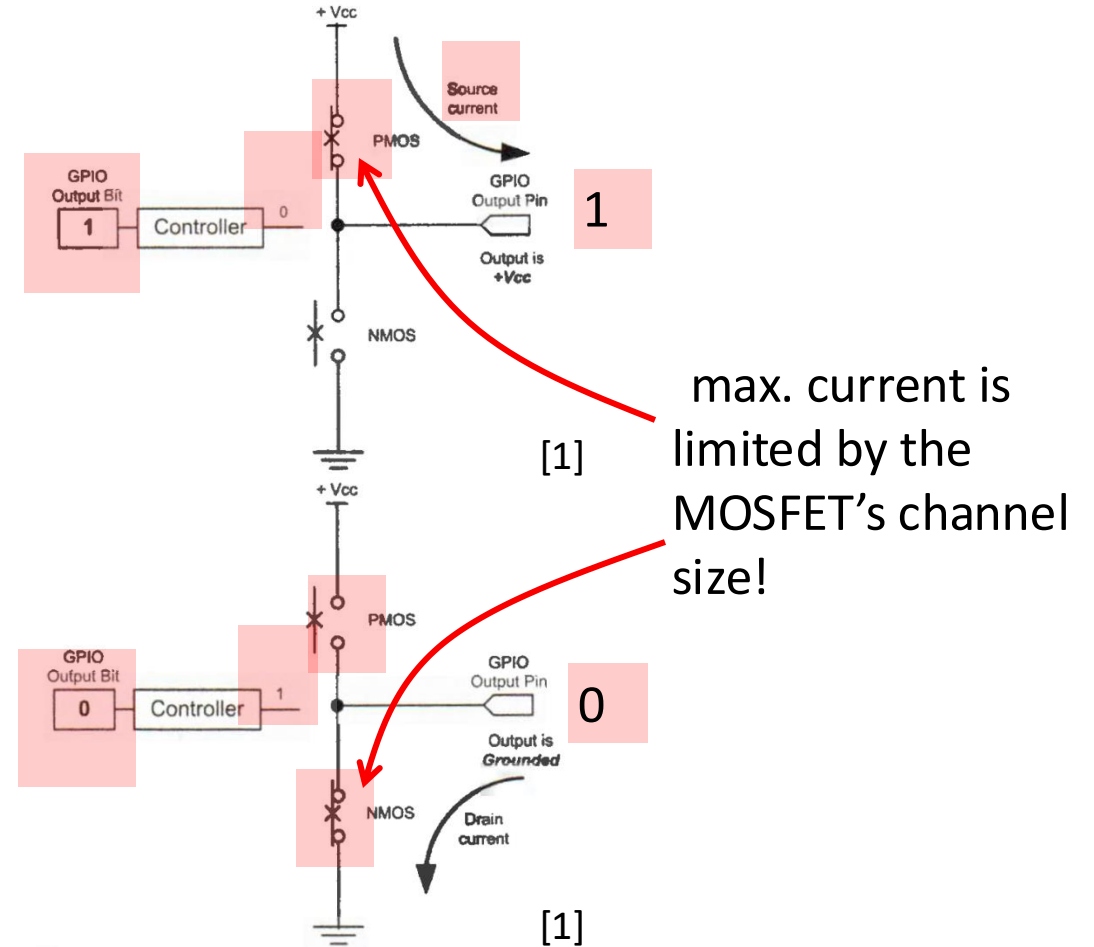 + Vcc
Source
current
PMOS
GPIO
Output Bit
1
Controller
0
GPIO
Output Pin
1
Output is
+Vcc
NMOS
max. current is
limited by the
MOSFET’s channel
size!
[1]
+ Vcc
PMOS
GPIO
Output Bit
0
Controller
1
GPIO
Output Pin
0
Output is
Grounded
NMOS
Drain
current
[1]